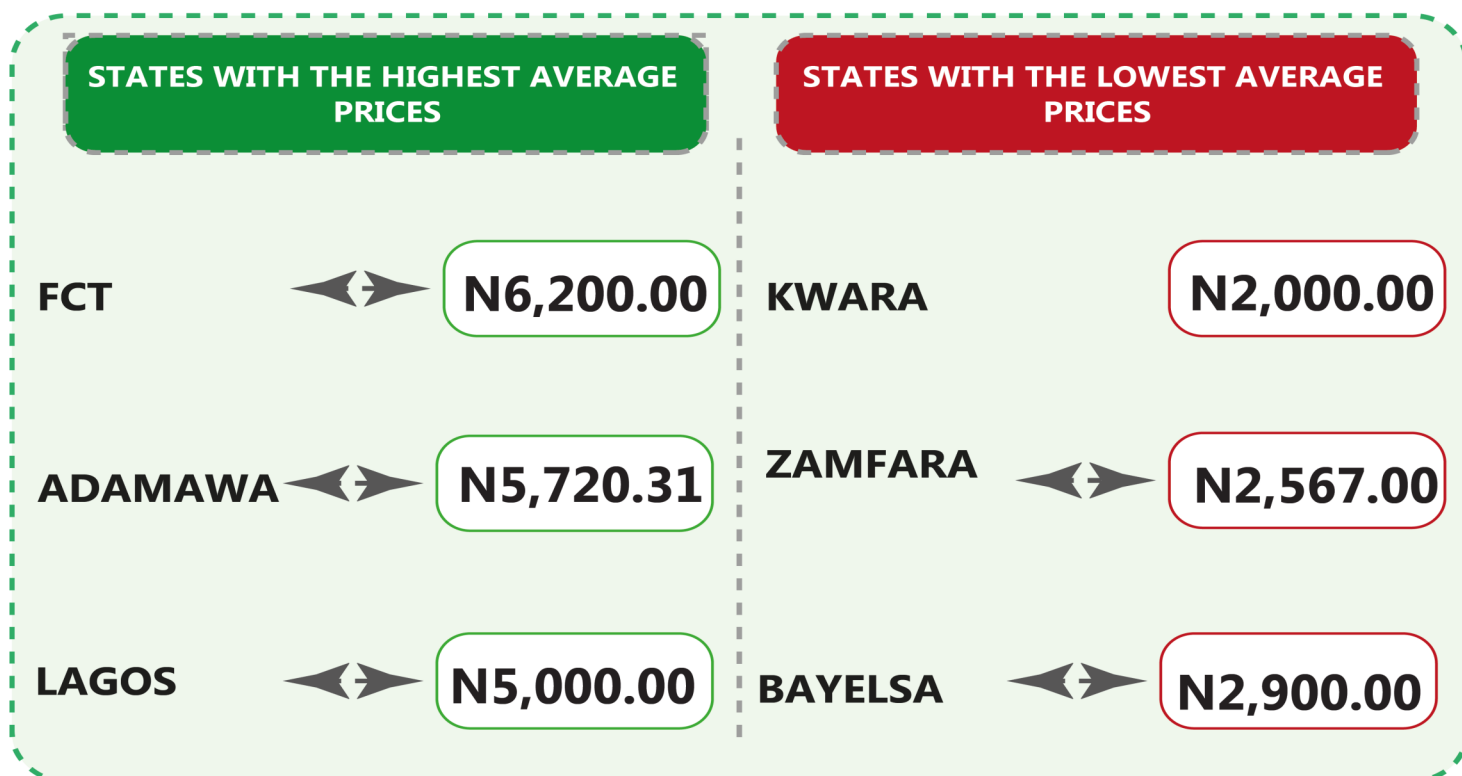 STATES WITH THE HIGHEST AVERAGE
PRICES
FCT N6,200.00
ADAMAWA N5,720.31
LAGOS N5,000.00
STATES WITH THE LOWEST AVERAGE
PRICES
KWARA N2,000.00
ZAMFARA N2,567.00
BAYELSA N2,900.00